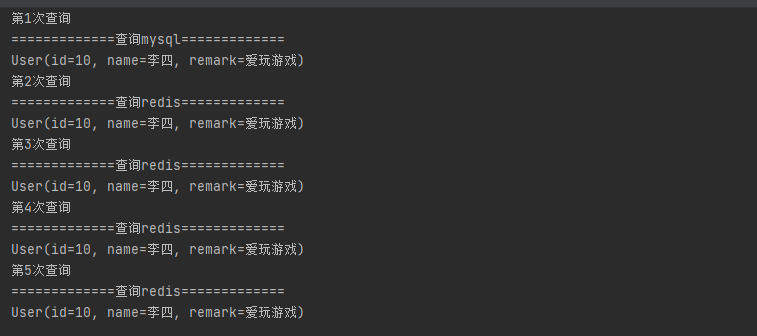 第1次查询
=============查询mysql=============
User(id=10, name=李四, remark=爱玩游戏)
第2次查询
=============查询redis=============
User(id=10, name=李四, remark=爱玩游戏)
第3次查询
=============查询redis=============
User(id=10, name=李四, remark=爱玩游戏)
第4次查询
=============查询redis=============
User(id=10, name=李四, remark=爱玩游戏)
第5次查询
=============查询redis=============
User(id=10, name=李四, remark=爱玩游戏)